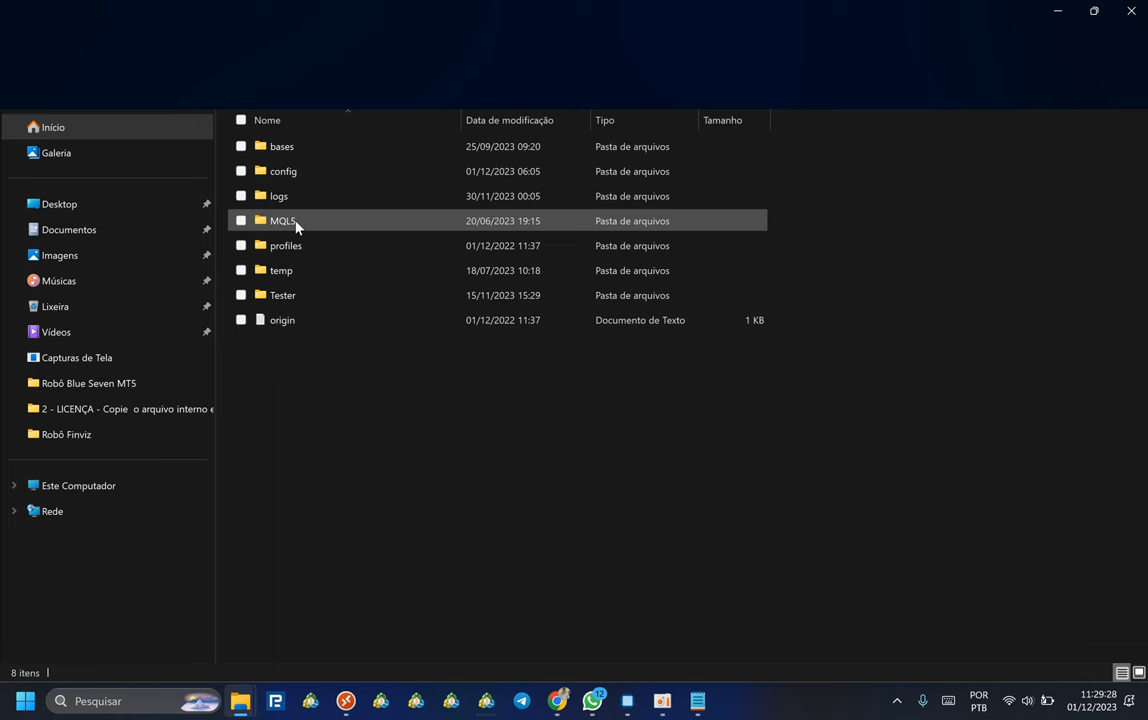 Início
Galeria
Desktop
Documentos
Imagens
Músicas
Lixeira
Vídeos
Capturas de Tela
Robô Blue Seven MT5
2 - LICENÇA - Copie o arquivo interno e
Robô Finviz
Este Computador
Rede
Nome Data de modificação Tipo Tamanho
bases 25/09/2023 09:20 Pasta de arquivos
config 01/12/2023 06:05 Pasta de arquivos
logs 30/11/2023 00:05 Pasta de arquivos
MQL5 20/06/2023 19:15 Pasta de arquivos
profiles 01/12/2022 11:37 Pasta de arquivos
temp 18/07/2023 10:18 Pasta de arquivos
Tester 15/11/2023 15:29 Pasta de arquivos
origin 01/12/2022 11:37 Documento de Texto 1 KB
8 itens
Pesquisar
12
POR
PTB
11:29:28
01/12/2023